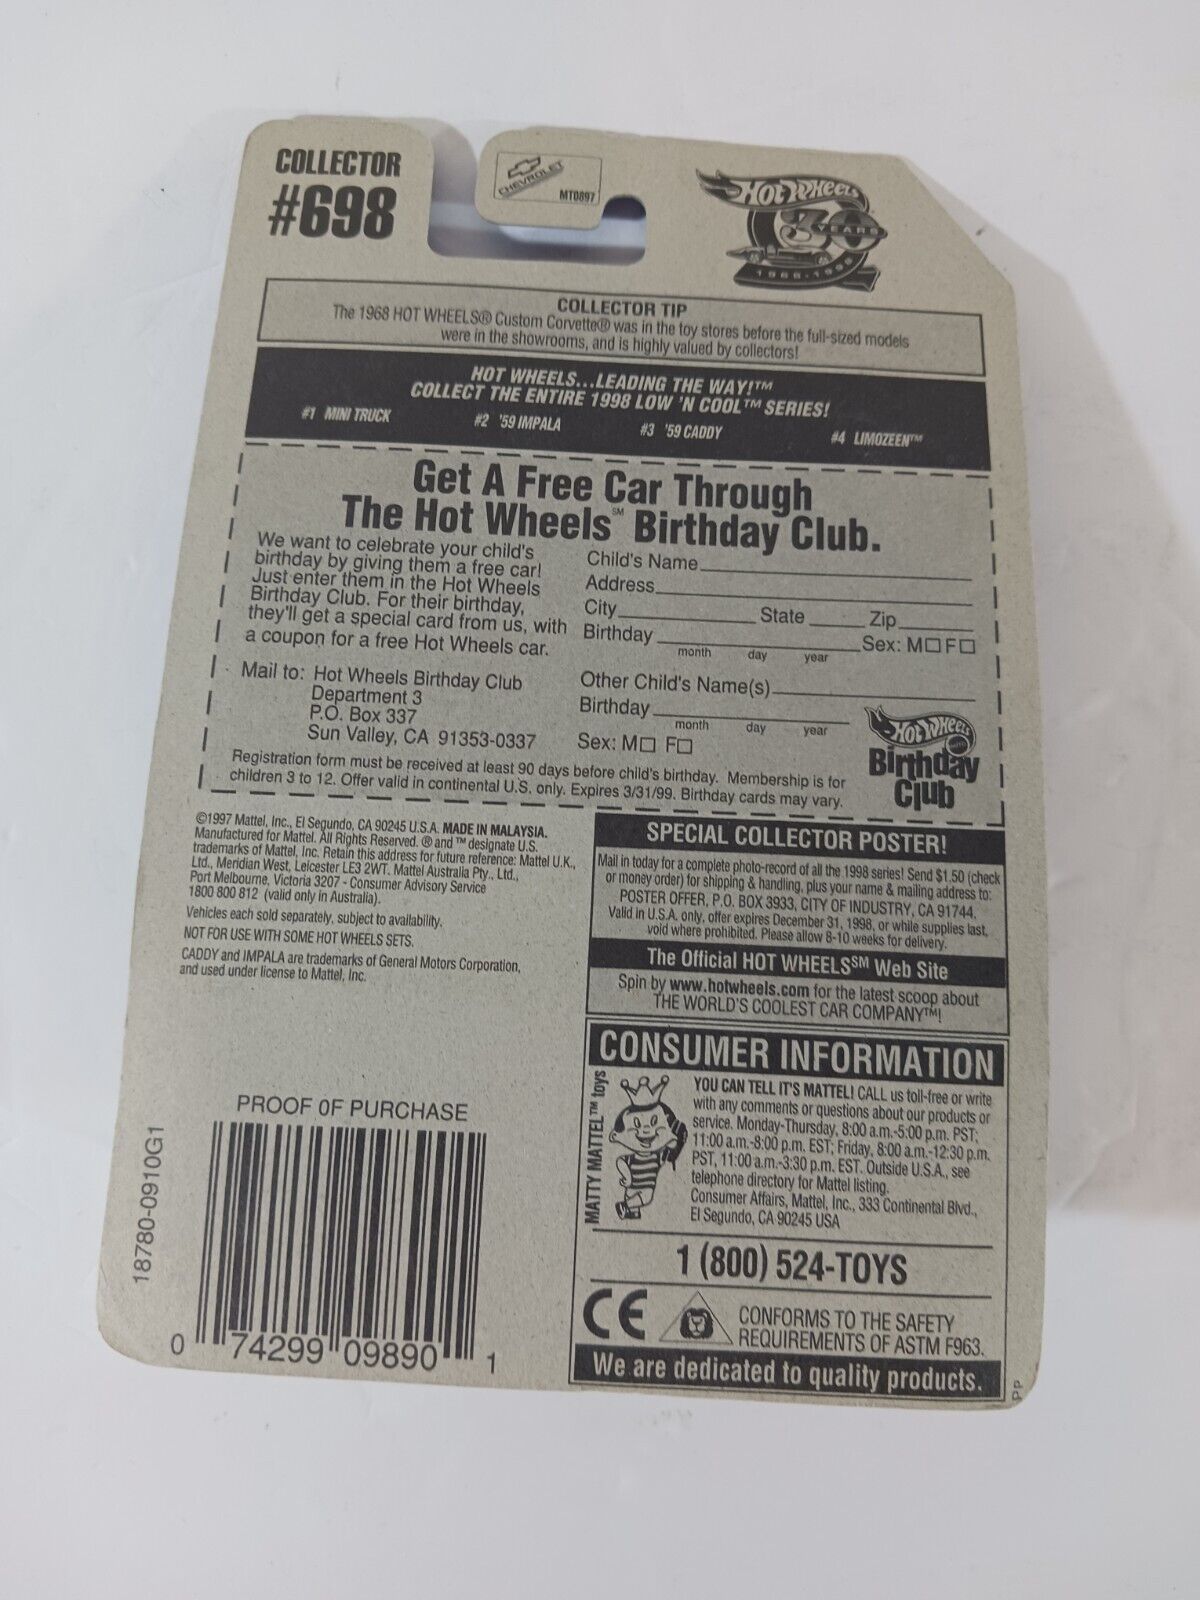 COLLECTOR
#698
CHEVROLET
MT0897
HOT WHEELS
30
YEARS
1968-1998
COLLECTOR TIP
The 1968 HOT WHEELS® Custom Corvette® was in the toy stores before the full-sized models
were in the showrooms, and is highly valued by collectors!
HOT WHEELS...LEADING THE WAY!™
COLLECT THE ENTIRE 1998 LOW 'N COOL™ SERIES!
#1 MINI TRUCK #2 '59 IMPALA #3 '59 CADDY #4 LIMOZEEN™
Get A Free Car Through
The Hot Wheels℠ Birthday Club.
We want to celebrate your child's
birthday by giving them a free car!
Just enter them in the Hot Wheels
Birthday Club. For their birthday,
they'll get a special card from us, with
a coupon for a free Hot Wheels car.
Mail to: Hot Wheels Birthday Club
Department 3
P.O. Box 337
Sun Valley, CA 91353-0337
Child's Name
Address
City State Zip
Birthday Sex: M□ F□
month day year
Other Child's Name(s)
Birthday
month day year
Sex: M□ F□
Hot Wheels
Birthday
Club
Registration form must be received at least 90 days before child's birthday. Membership is for
children 3 to 12. Offer valid in continental U.S. only. Expires 3/31/99. Birthday cards may vary.
©1997 Mattel, Inc., El Segundo, CA 90245 U.S.A. MADE IN MALAYSIA.
Manufactured for Mattel. All Rights Reserved. ® and ™ designate U.S.
trademarks of Mattel, Inc. Retain this address for future reference: Mattel U.K.,
Ltd., Meridian West, Leicester LE3 2WT. Mattel Australia Pty., Ltd.,
Port Melbourne, Victoria 3207 - Consumer Advisory Service
1800 800 812 (valid only in Australia).
Vehicles each sold separately, subject to availability.
NOT FOR USE WITH SOME HOT WHEELS SETS.
CADDY and IMPALA are trademarks of General Motors Corporation,
and used under license to Mattel, Inc.
SPECIAL COLLECTOR POSTER!
Mail in today for a complete photo-record of all the 1998 series! Send $1.50 (check
or money order) for shipping & handling, plus your name & mailing address to:
POSTER OFFER, P.O. BOX 3933, CITY OF INDUSTRY, CA 91744.
Valid in U.S.A. only, offer expires December 31, 1998, or while supplies last,
void where prohibited. Please allow 8-10 weeks for delivery.
The Official HOT WHEELS℠ Web Site
Spin by www.hotwheels.com for the latest scoop about
THE WORLD'S COOLEST CAR COMPANY™!
CONSUMER INFORMATION
MATTY MATTEL™ toys
YOU CAN TELL IT'S MATTEL! CALL us toll-free or write
with any comments or questions about our products or
service. Monday-Thursday, 8:00 a.m.-5:00 p.m. PST;
11:00 a.m.-8:00 p.m. EST; Friday, 8:00 a.m.-12:30 p.m.
PST, 11:00 a.m.-3:30 p.m. EST. Outside U.S.A., see
telephone directory for Mattel listing.
Consumer Affairs, Mattel, Inc., 333 Continental Blvd.,
El Segundo, CA 90245 USA
1 (800) 524-TOYS
CE
CONFORMS TO THE SAFETY
REQUIREMENTS OF ASTM F963.
We are dedicated to quality products.
PP
PROOF OF PURCHASE
18780-0910G1
0 74299 09890 1